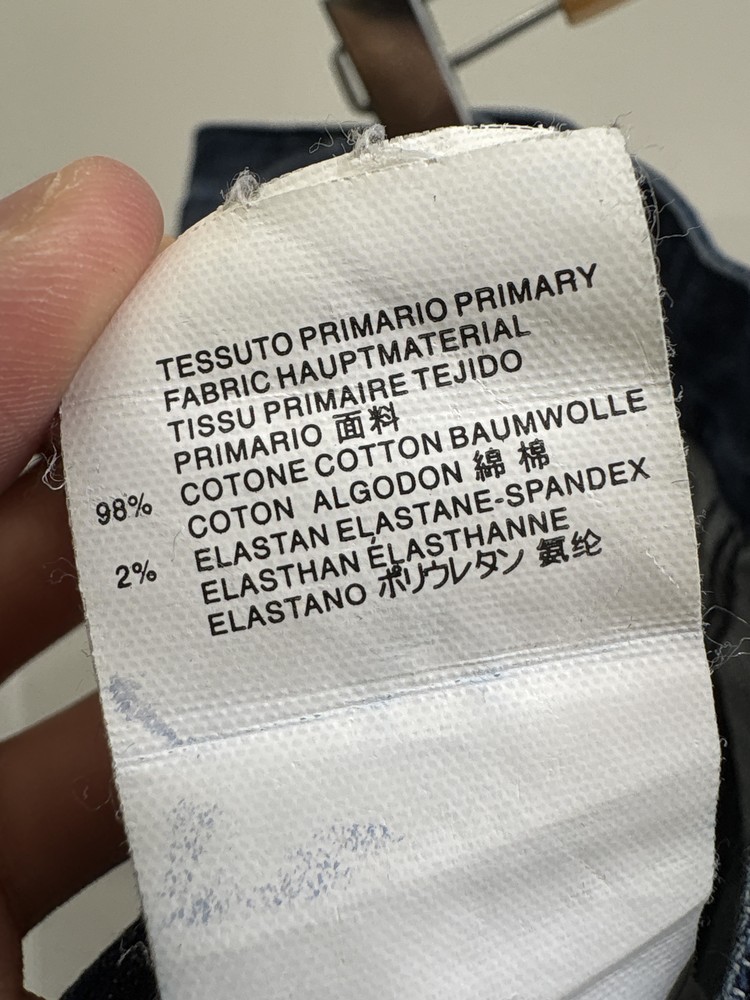 TESSUTO PRIMARIO PRIMARY
FABRIC HAUPTMATERIAL
TISSU PRIMAIRE TEJIDO
PRIMARIO 面料
98% COTONE COTTON BAUMWOLLE
COTON ALGODON 綿 棉
2% ELASTAN ELASTANE-SPANDEX
ELASTHAN ÉLASTHANNE
ELASTANO ポリウレタン 氨纶